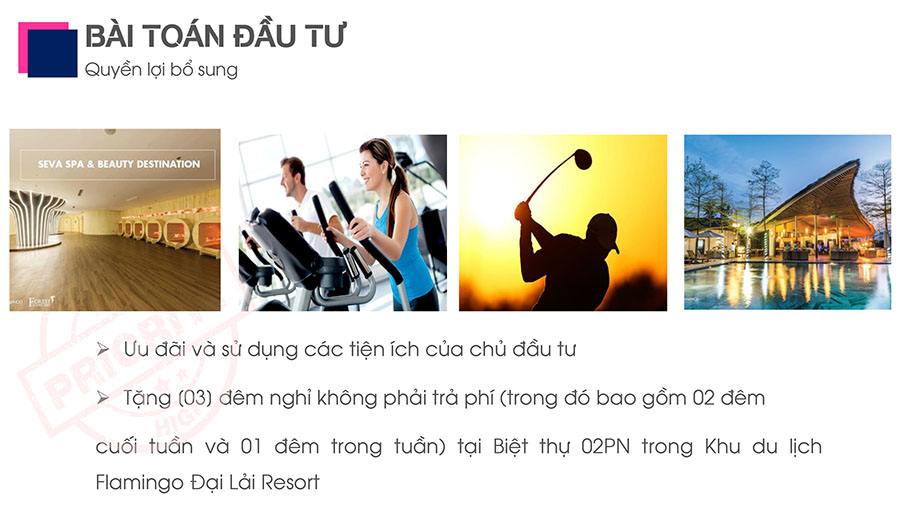 BÀI TOÁN ĐẦU TƯ
Quyền lợi bổ sung
SEVA SPA & BEAUTY DESTINATION
FOREST
➢ Ưu đãi và sử dụng các tiện ích của chủ đầu tư
➢ Tặng (03) đêm nghỉ không phải trả phí (trong đó bao gồm 02 đêm
cuối tuần và 01 đêm trong tuần) tại Biệt thự 02PN trong Khu du lịch
Flamingo Đại Lải Resort
PRIORITY
HIGH